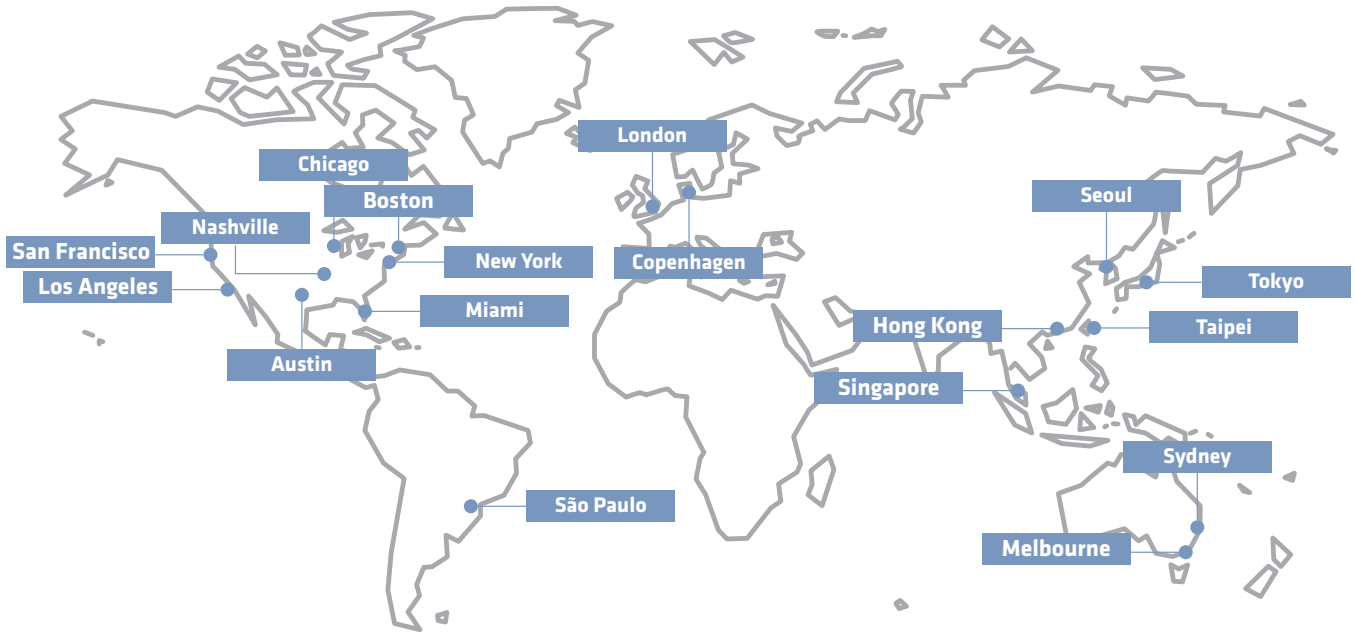 London
Chicago
Boston
Seoul
Nashville
San Francisco
New York
Copenhagen
Los Angeles
Tokyo
Miami
Hong Kong
Taipei
Austin
Singapore
Sydney
São Paulo
Melbourne